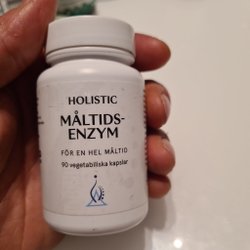 HOLISTIC
MÅLTIDS-
ENZYM
FÖR EN HEL MÅLTID
90 vegetabiliska kapslar